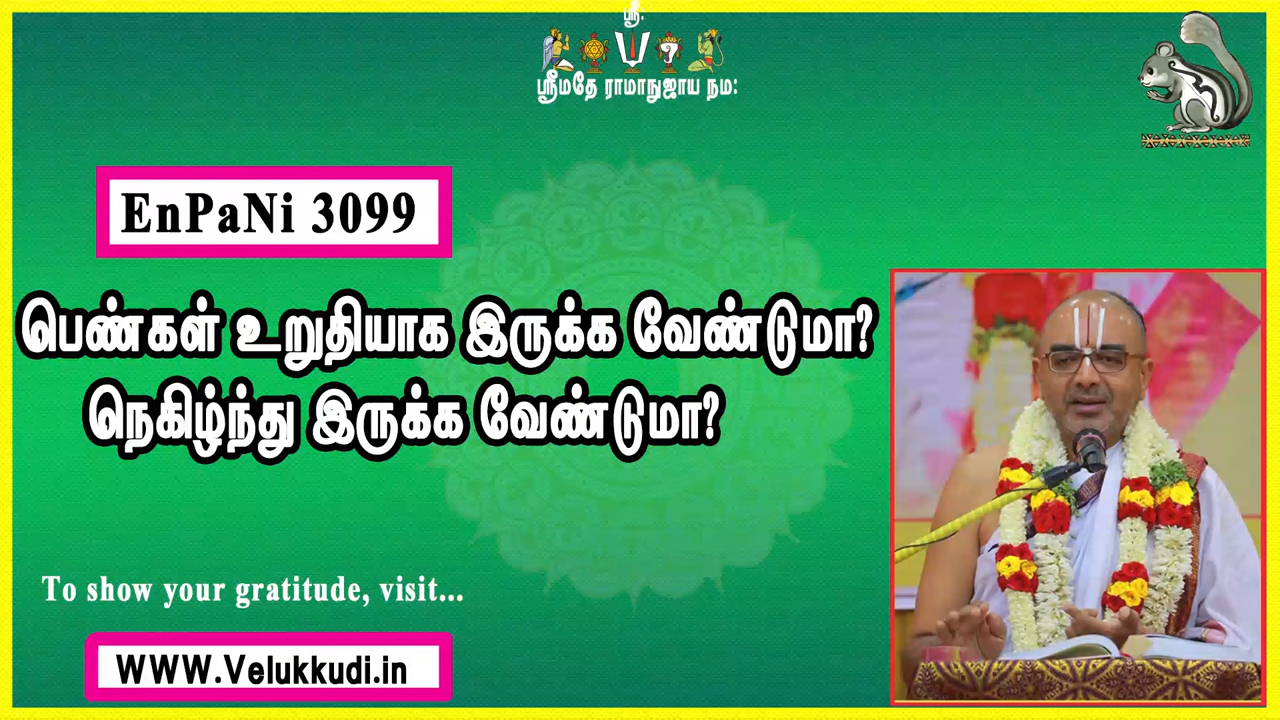 ஸ்ரீ:
ஸ்ரீமதே ராமாநுஜாய நம:
EnPaNi 3099
பெண்கள் உறுதியாக இருக்க வேண்டுமா?
நெகிழ்ந்து இருக்க வேண்டுமா?
To show your gratitude, visit...
WWW.Velukkudi.in